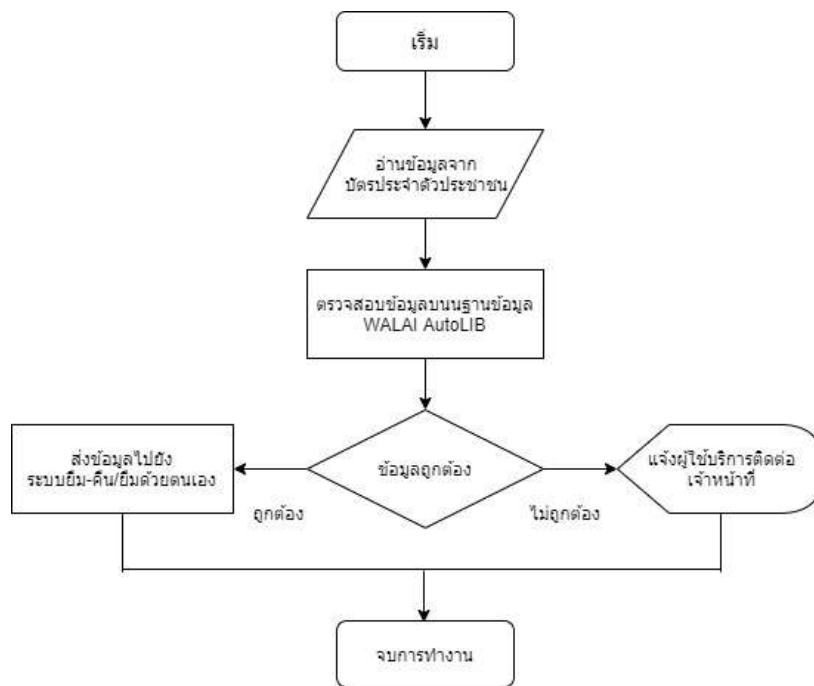 เริ่ม
อ่านข้อมูลจาก
บัตรประจำตัวประชาชน
ตรวจสอบข้อมูลบนนฐานข้อมูล
WALAI AutoLIB
ส่งข้อมูลไปยัง
ระบบยืม-คืน/ยืมด้วยตนเอง
ข้อมูลถูกต้อง
แจ้งผู้ใช้บริการติดต่อ
เจ้าหน้าที่
ถูกต้อง
ไม่ถูกต้อง
จบการทำงาน